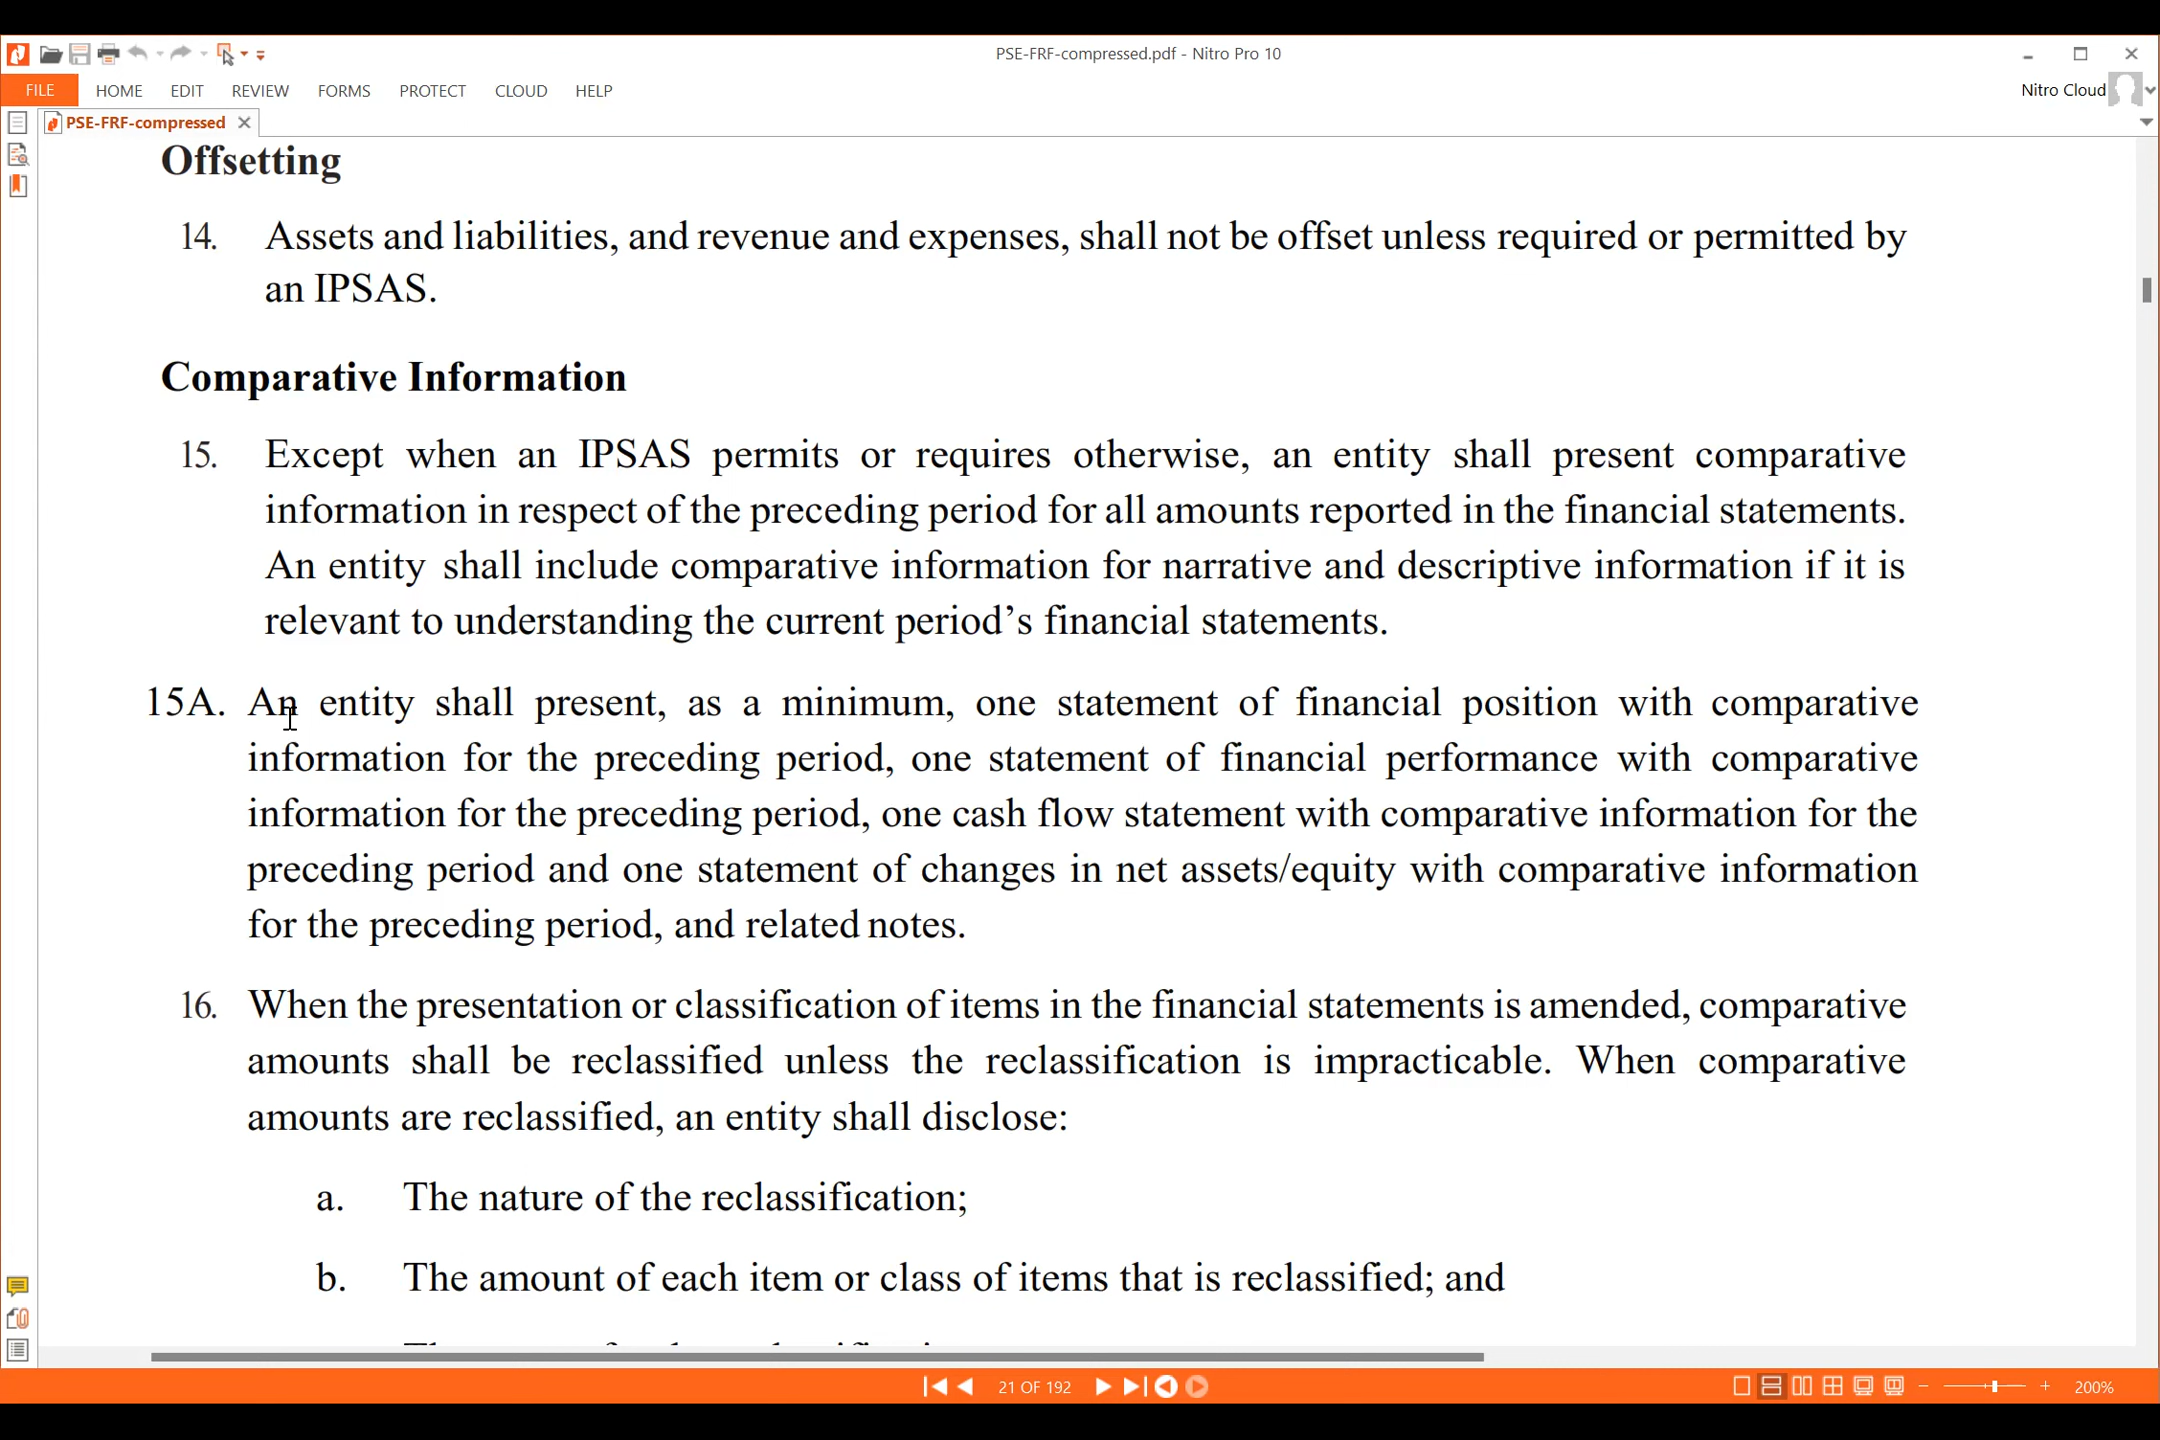 PSE-FRF-compressed.pdf - Nitro Pro 10
FILE HOME EDIT REVIEW FORMS PROTECT CLOUD HELP
Nitro Cloud
PSE-FRF-compressed
Offsetting
14. Assets and liabilities, and revenue and expenses, shall not be offset unless required or permitted by
an IPSAS.
Comparative Information
15. Except when an IPSAS permits or requires otherwise, an entity shall present comparative
information in respect of the preceding period for all amounts reported in the financial statements.
An entity shall include comparative information for narrative and descriptive information if it is
relevant to understanding the current period’s financial statements.
15A. An entity shall present, as a minimum, one statement of financial position with comparative
information for the preceding period, one statement of financial performance with comparative
information for the preceding period, one cash flow statement with comparative information for the
preceding period and one statement of changes in net assets/equity with comparative information
for the preceding period, and related notes.
16. When the presentation or classification of items in the financial statements is amended, comparative
amounts shall be reclassified unless the reclassification is impracticable. When comparative
amounts are reclassified, an entity shall disclose:
a. The nature of the reclassification;
b. The amount of each item or class of items that is reclassified; and
21 OF 192
200%